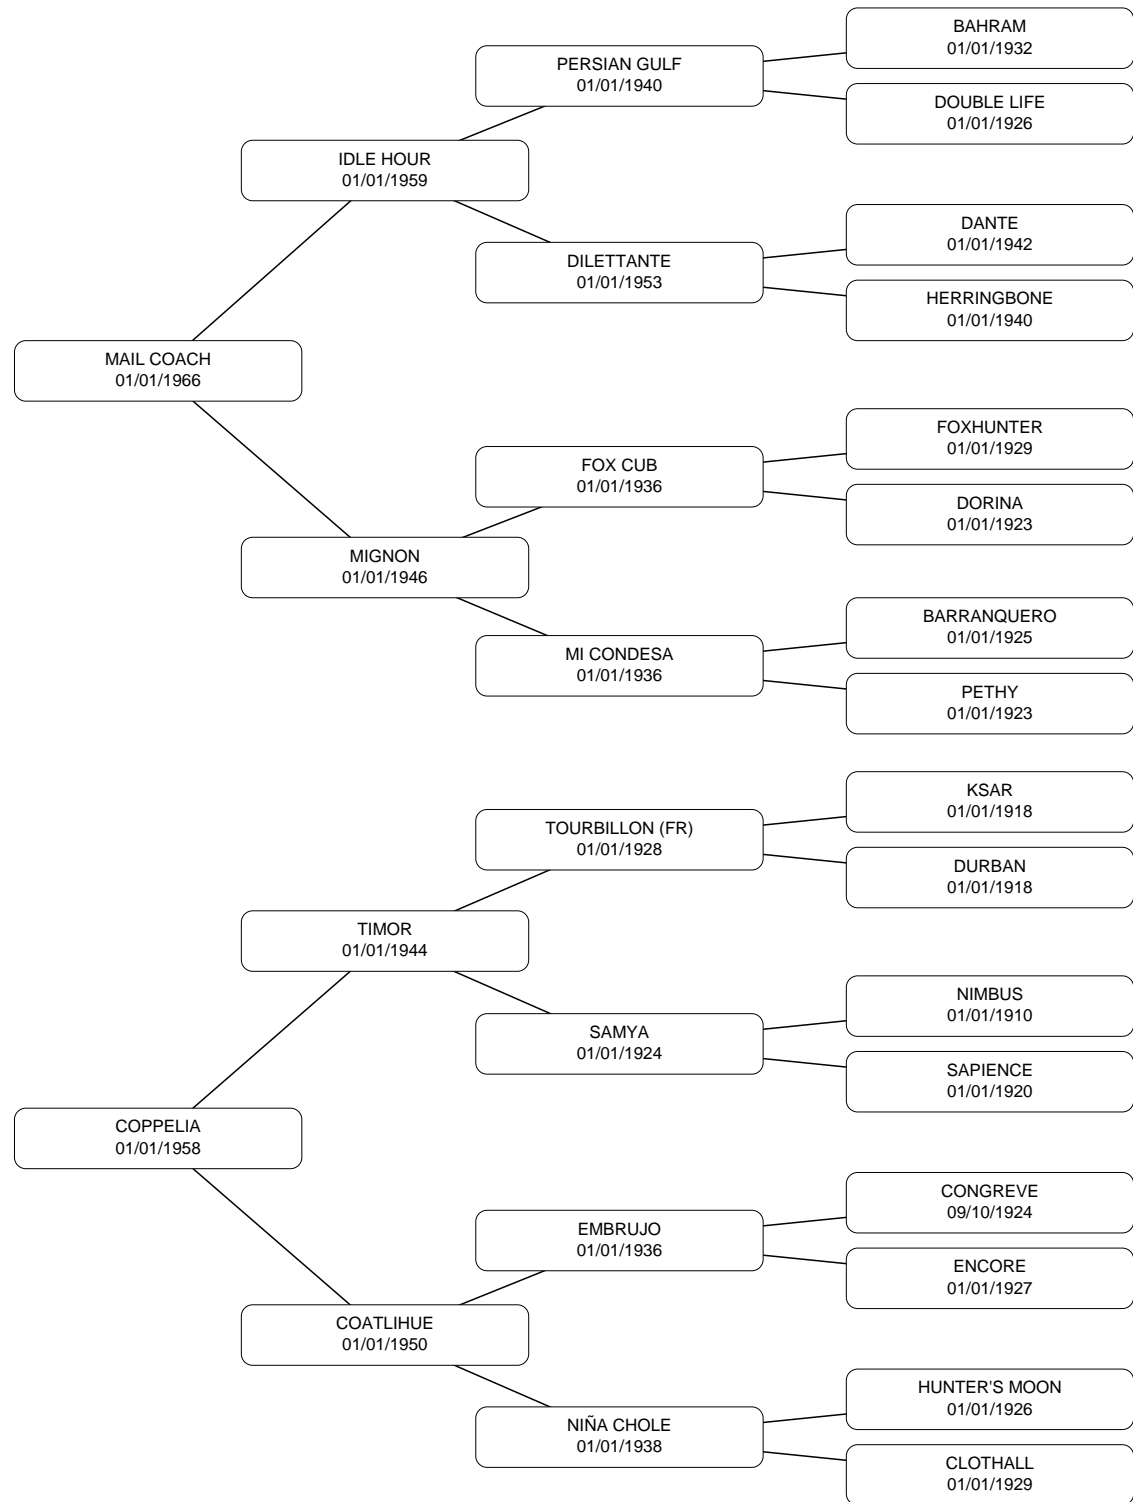 BAHRAM
01/01/1932
PERSIAN GULF
01/01/1940
DOUBLE LIFE
01/01/1926
IDLE HOUR
01/01/1959
DANTE
01/01/1942
DILETTANTE
01/01/1953
HERRINGBONE
01/01/1940
MAIL COACH
01/01/1966
FOXHUNTER
01/01/1929
FOX CUB
01/01/1936
DORINA
01/01/1923
MIGNON
01/01/1946
BARRANQUERO
01/01/1925
MI CONDESA
01/01/1936
PETHY
01/01/1923
KSAR
01/01/1918
TOURBILLON (FR)
01/01/1928
DURBAN
01/01/1918
TIMOR
01/01/1944
NIMBUS
01/01/1910
SAMYA
01/01/1924
SAPIENCE
01/01/1920
COPPELIA
01/01/1958
CONGREVE
09/10/1924
EMBRUJO
01/01/1936
ENCORE
01/01/1927
COATLIHUE
01/01/1950
HUNTER'S MOON
01/01/1926
NIÑA CHOLE
01/01/1938
CLOTHALL
01/01/1929